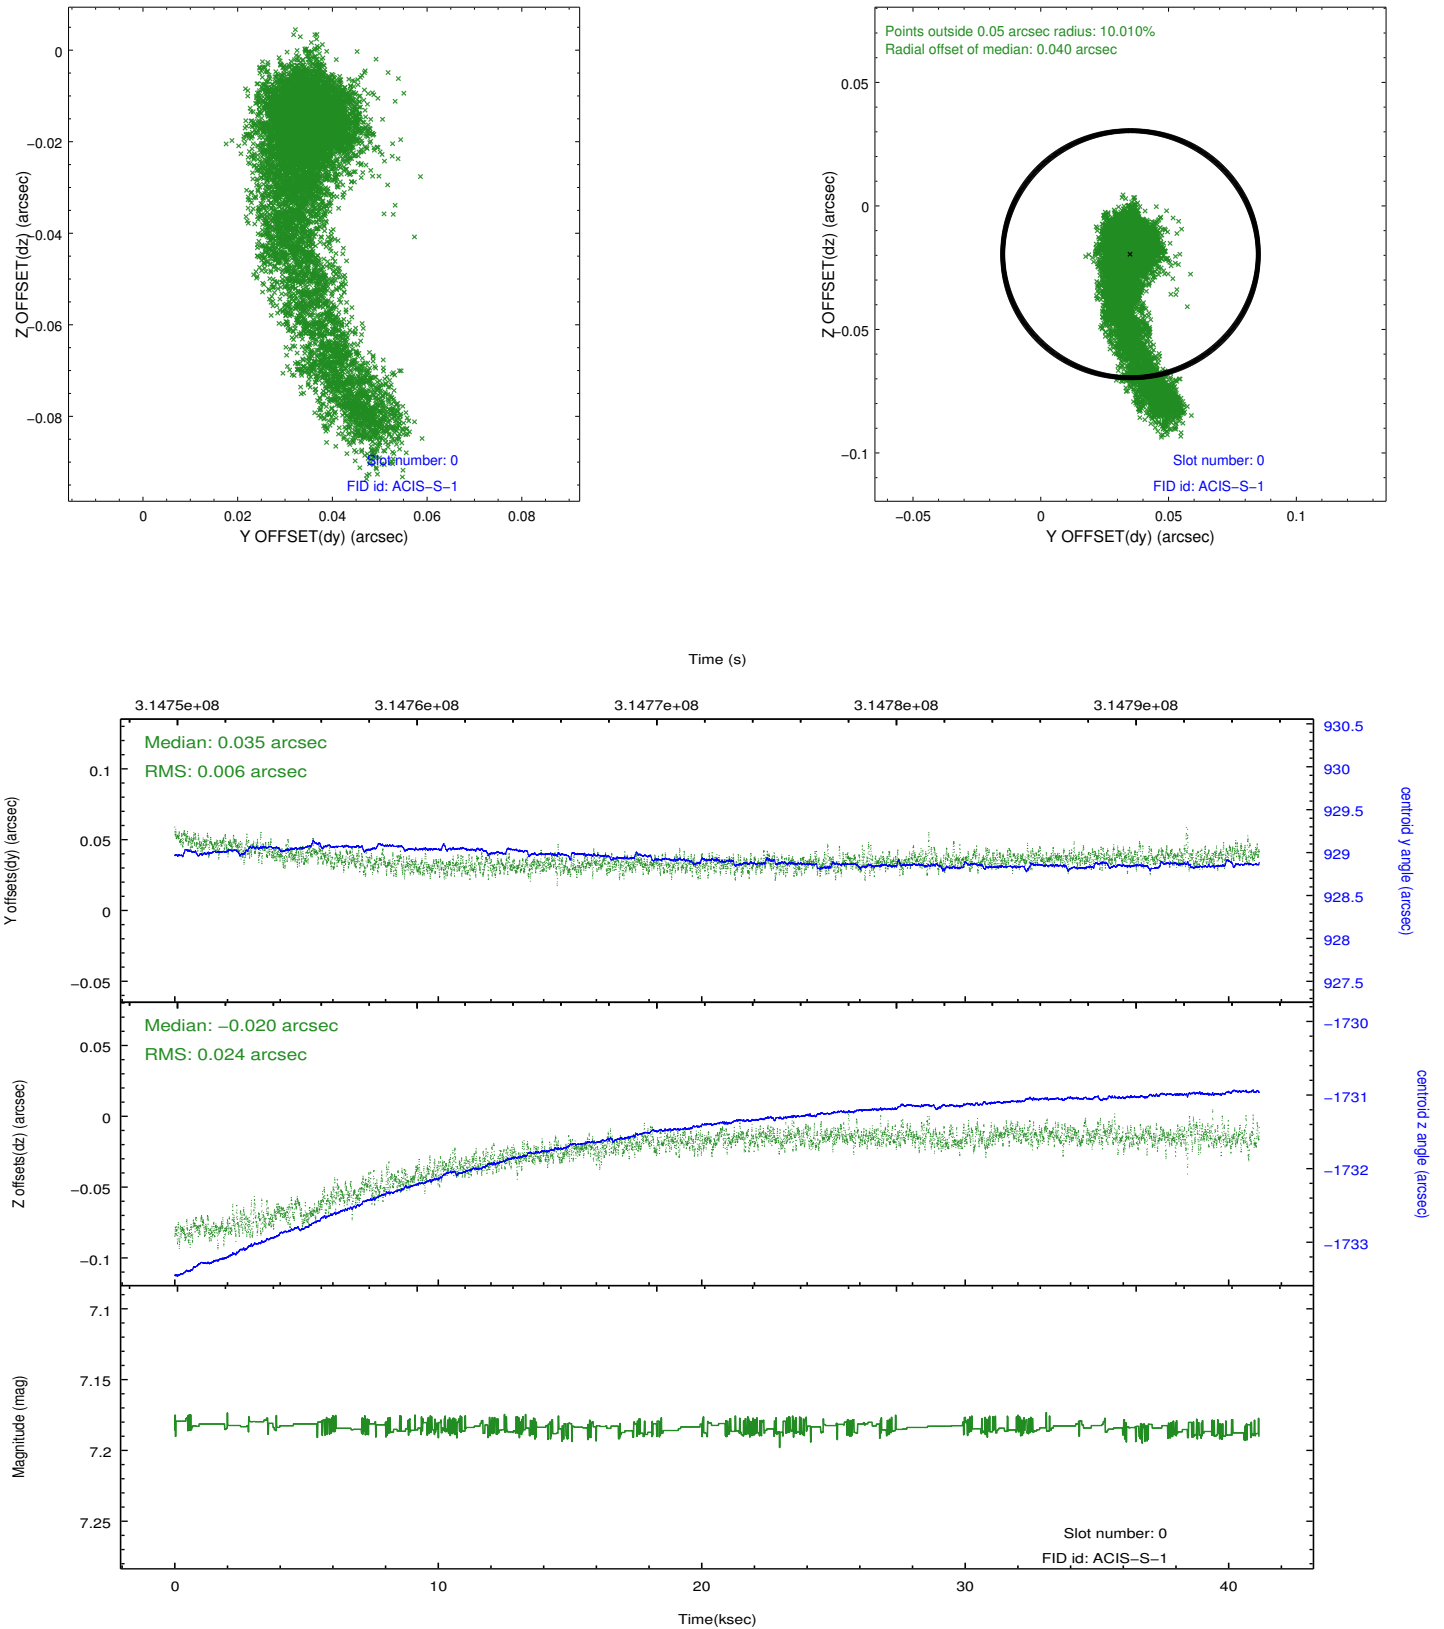 0
−0.02
−0.04
−0.06
−0.08
Z OFFSET(dz) (arcsec)
Slot number: 0
FID id: ACIS−S−1
0
0.02
0.04
0.06
0.08
Y OFFSET(dy) (arcsec)
Points outside 0.05 arcsec radius: 10.010%
Radial offset of median: 0.040 arcsec
0.05
0
−0.05
−0.1
Z OFFSET(dz) (arcsec)
Slot number: 0
FID id: ACIS−S−1
−0.05
0
0.05
0.1
Y OFFSET(dy) (arcsec)
Time (s)
3.1475e+08
3.1476e+08
3.1477e+08
3.1478e+08
3.1479e+08
Median: 0.035 arcsec
RMS: 0.006 arcsec
0.1
0.05
0
−0.05
Y offsets(dy) (arcsec)
930.5
930
929.5
929
928.5
928
927.5
centroid y angle (arcsec)
Median: −0.020 arcsec
RMS: 0.024 arcsec
0.05
0
−0.05
−0.1
Z offsets(dz) (arcsec)
−1730
−1731
−1732
−1733
centroid z angle (arcsec)
7.1
7.15
7.2
7.25
Magnitude (mag)
Slot number: 0
FID id: ACIS−S−1
0
10
20
30
40
Time(ksec)